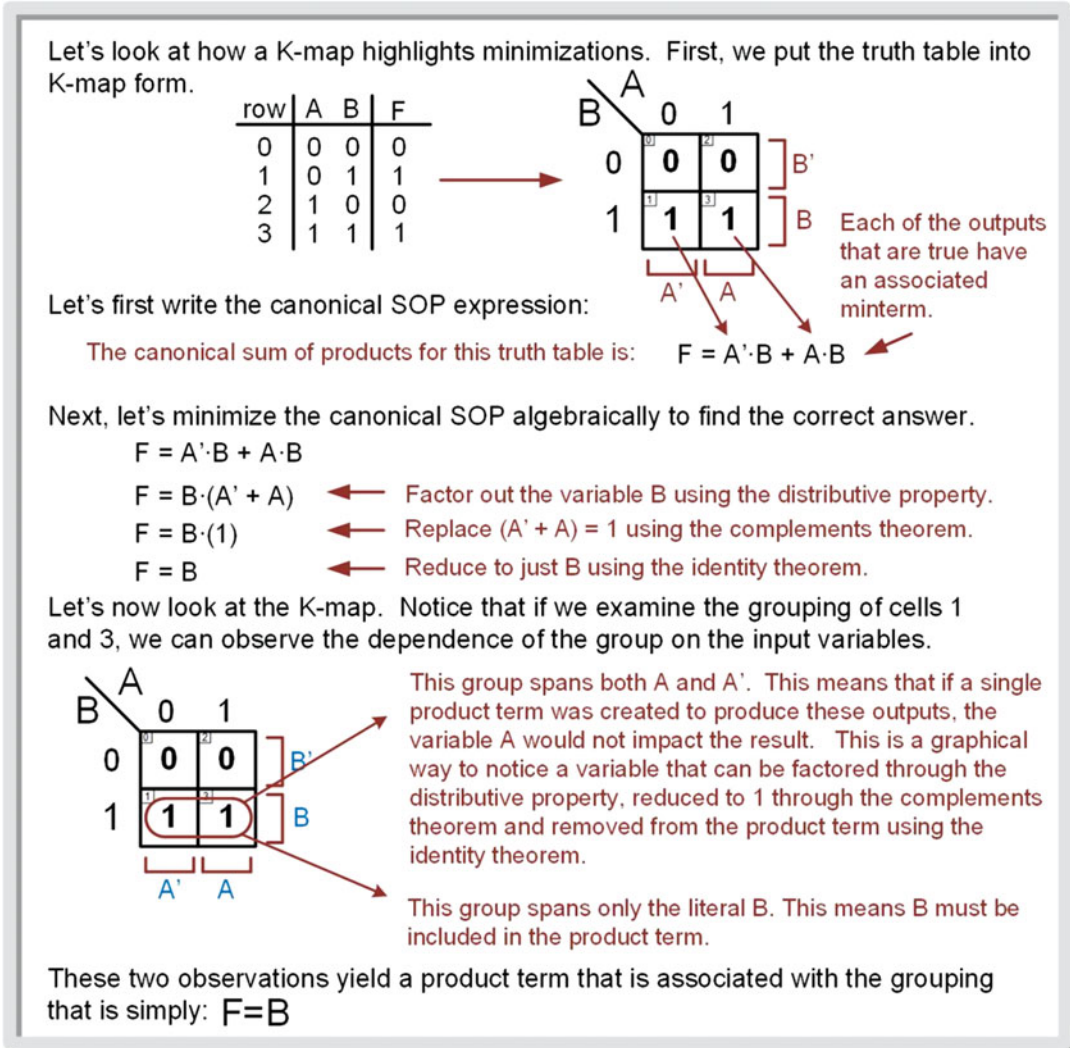 Let's look at how a K-map highlights minimizations.  First, we put the truth table into
K-map form.
row A B F
0 0 0 0
1 0 1 1
2 1 0 0
3 1 1 1
A
B 0 1
0 0 0 2 0 B'
1 1 1 3 1 B
A' A
Each of the outputs
that are true have
an associated
minterm.
Let's first write the canonical SOP expression:
The canonical sum of products for this truth table is: F = A'·B + A·B
Next, let's minimize the canonical SOP algebraically to find the correct answer.
F = A'·B + A·B
F = B·(A' + A) Factor out the variable B using the distributive property.
F = B·(1) Replace (A' + A) = 1 using the complements theorem.
F = B Reduce to just B using the identity theorem.
Let's now look at the K-map.  Notice that if we examine the grouping of cells 1
and 3, we can observe the dependence of the group on the input variables.
A
B 0 1
0 0 0 2 0 B'
1 1 1 3 1 B
A' A
This group spans both A and A'.  This means that if a single
product term was created to produce these outputs, the
variable A would not impact the result.   This is a graphical
way to notice a variable that can be factored through the
distributive property, reduced to 1 through the complements
theorem and removed from the product term using the
identity theorem.
This group spans only the literal B. This means B must be
included in the product term.
These two observations yield a product term that is associated with the grouping
that is simply: F=B